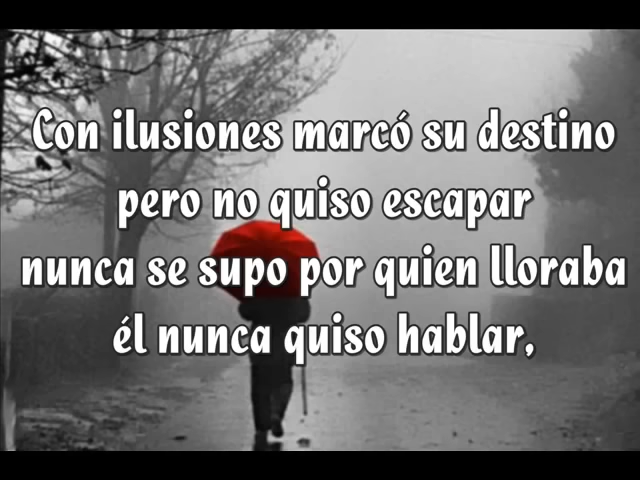 Con ilusiones marcó su destino
pero no quiso escapar
nunca se supo por quien lloraba
él nunca quiso hablar,